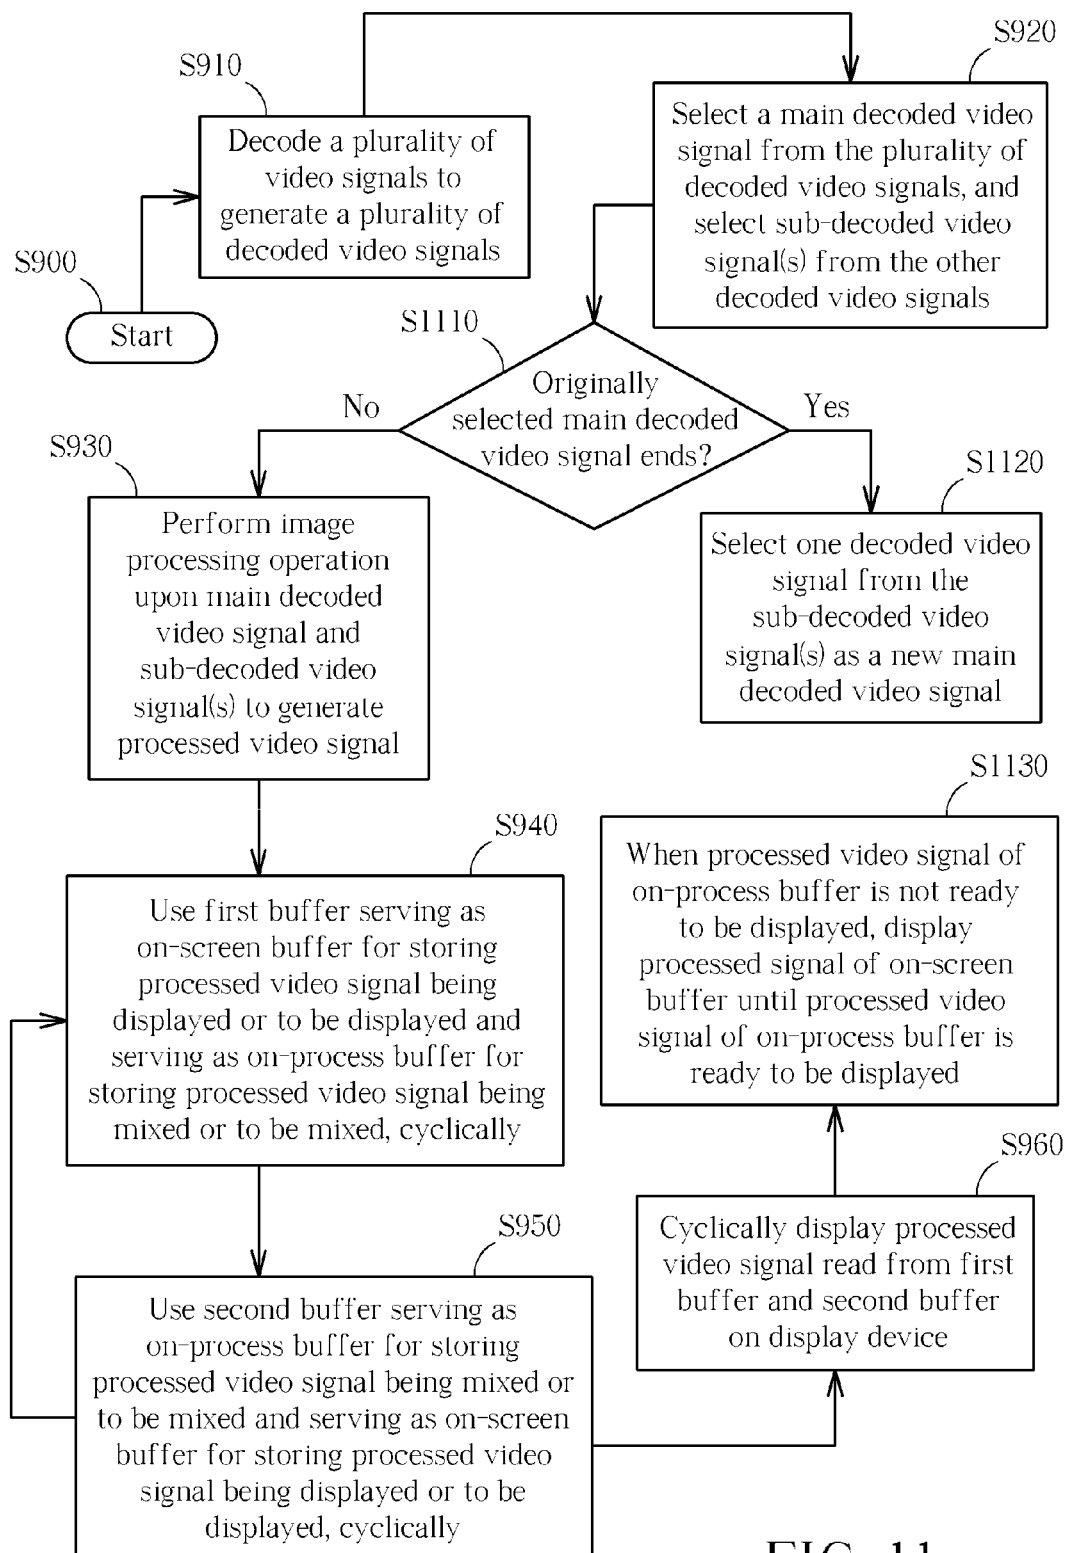 S900
Start
S910
Decode a plurality of
video signals to
generate a plurality of
decoded video signals
S920
Select a main decoded video
signal from the plurality of
decoded video signals, and
select sub-decoded video
signal(s) from the other
decoded video signals
S1110
Originally
selected main decoded
video signal ends?
No
Yes
S930
Perform image
processing operation
upon main decoded
video signal and
sub-decoded video
signal(s) to generate
processed video signal
S1120
Select one decoded video
signal from the
sub-decoded video
signal(s) as a new main
decoded video signal
S940
Use first buffer serving as
on-screen buffer for storing
processed video signal being
displayed or to be displayed and
serving as on-process buffer for
storing processed video signal being
mixed or to be mixed, cyclically
S950
Use second buffer serving as
on-process buffer for storing
processed video signal being mixed or
to be mixed and serving as on-screen
buffer for storing processed video
signal being displayed or to be
displayed, cyclically
S960
Cyclically display processed
video signal read from first
buffer and second buffer
on display device
S1130
When processed video signal of
on-process buffer is not ready
to be displayed, display
processed signal of on-screen
buffer until processed video
signal of on-process buffer is
ready to be displayed
FIG. 11